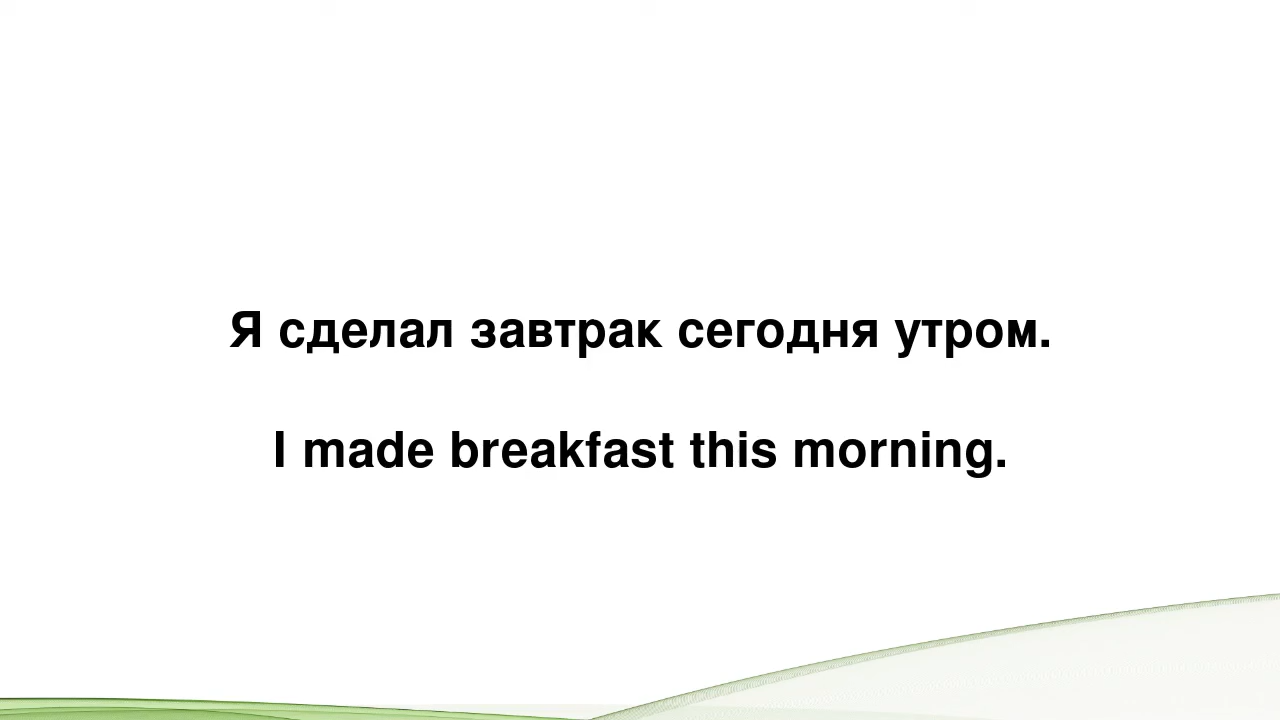 Я сделал завтрак сегодня утром.
I made breakfast this morning.